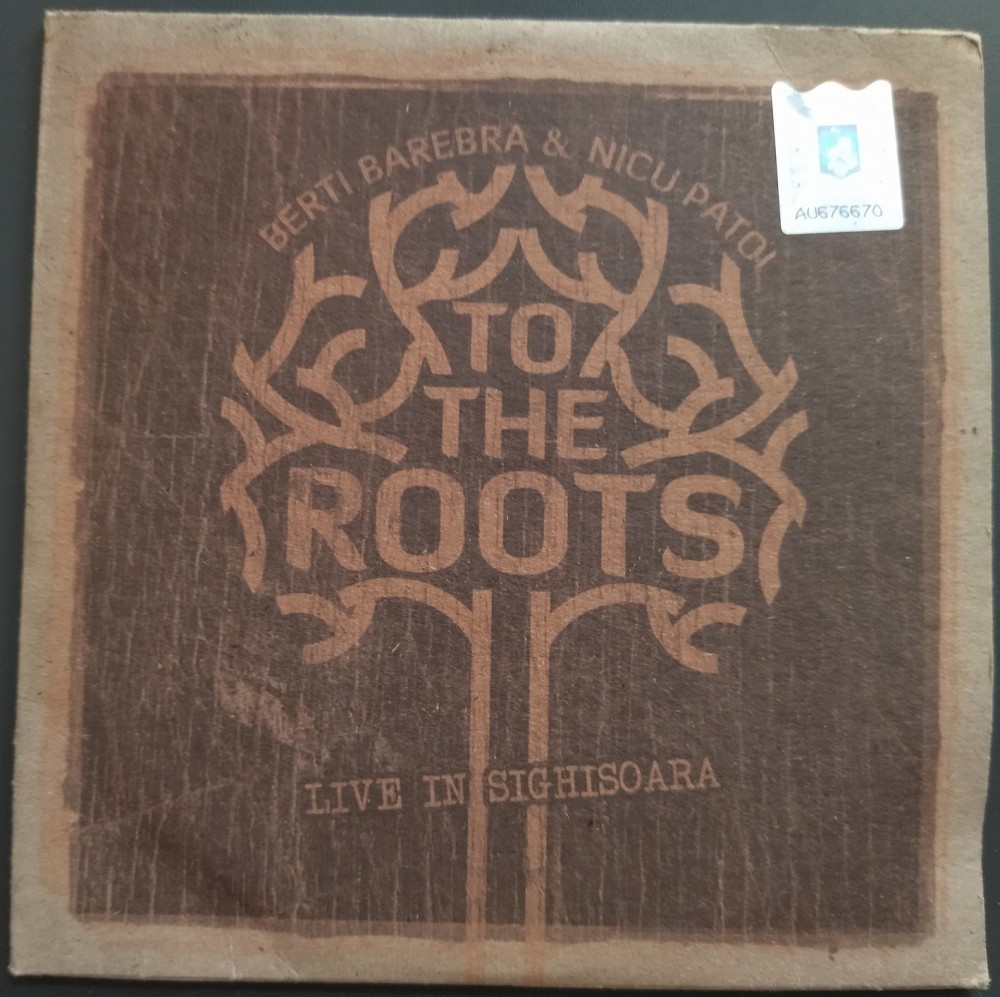 BERTI BAREBRA & NICU PATOI
TO
THE
ROOTS
LIVE IN SIGHISOARA
AU676670